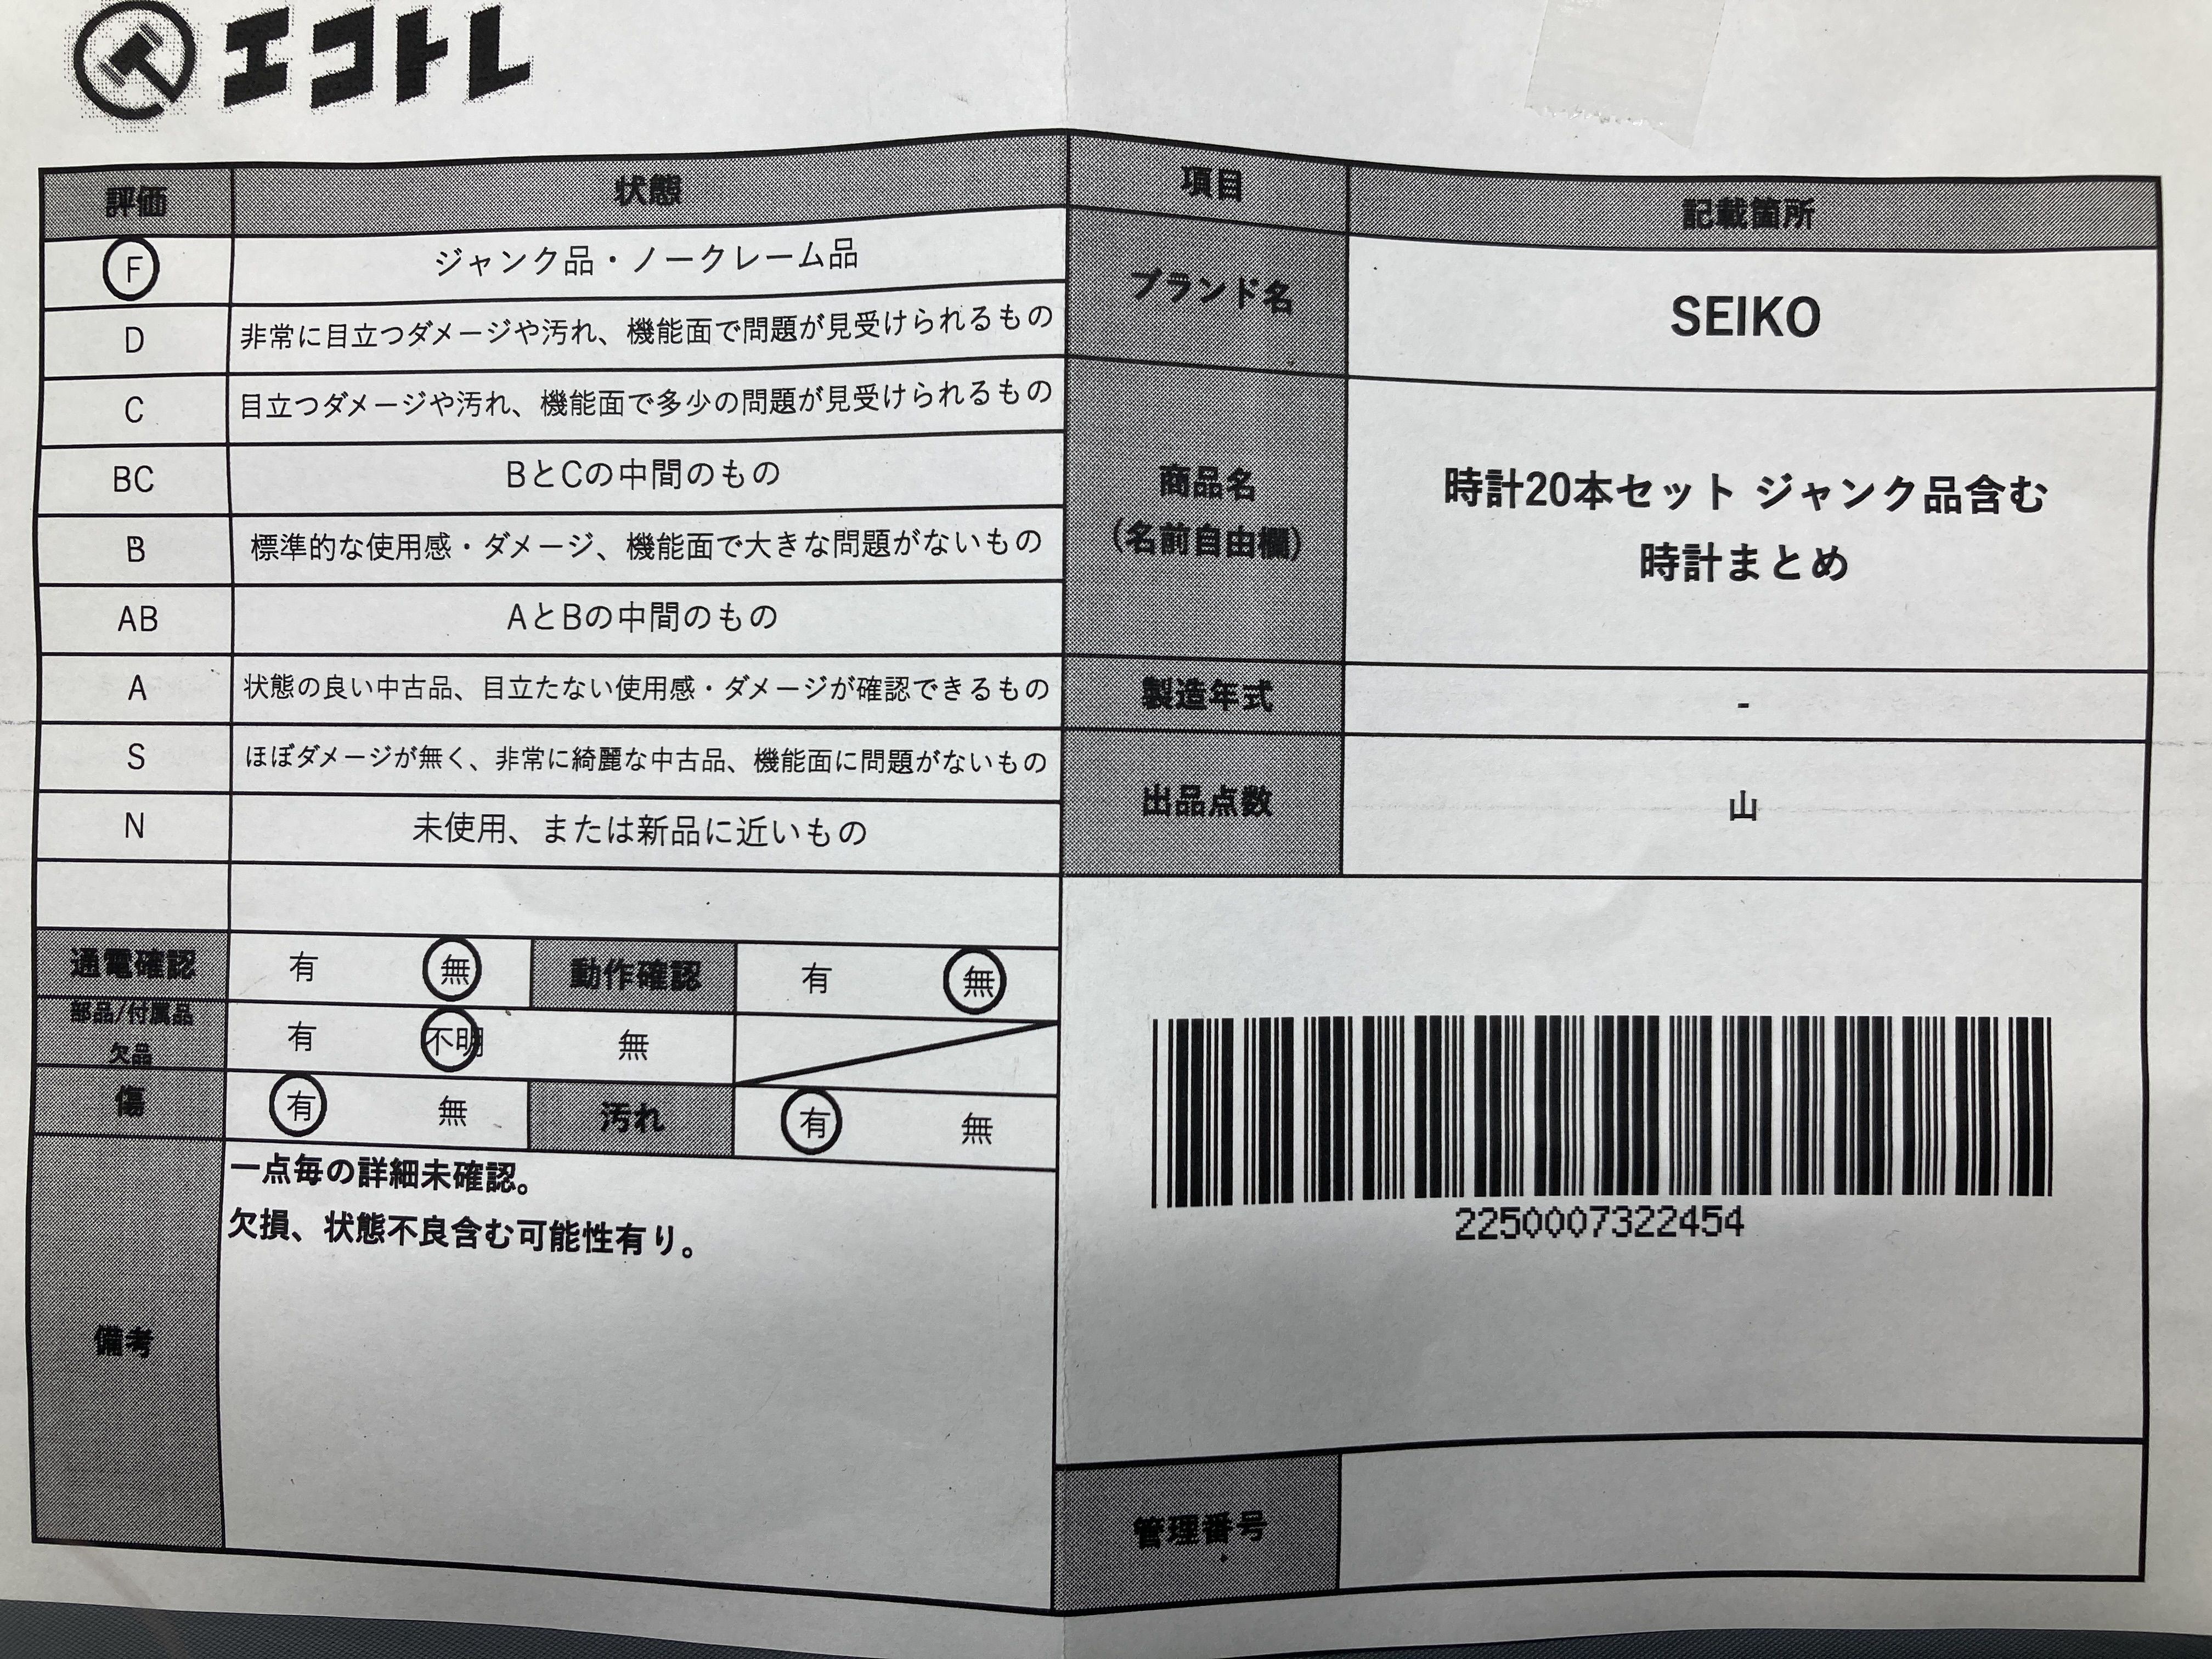 エコトレ
評価 状態
F ジャンク品・ノークレーム品
D 非常に目立つダメージや汚れ、機能面で問題が見受けられるもの
C 目立つダメージや汚れ、機能面で多少の問題が見受けられるもの
BC BとCの中間のもの
B 標準的な使用感・ダメージ、機能面で大きな問題がないもの
AB AとBの中間のもの
A 状態の良い中古品、目立たない使用感・ダメージが確認できるもの
S ほぼダメージが無く、非常に綺麗な中古品、機能面に問題がないもの
N 未使用、または新品に近いもの
通電確認 有 無 動作確認 有 無
部品/付属品
欠品
有 不明 無
傷 有 無 汚れ 有 無
備考
一点毎の詳細未確認。
欠損、状態不良含む可能性有り。
項目 記載箇所
ブランド名 SEIKO
商品名
(名前自由欄)
時計20本セット ジャンク品含む
時計まとめ
製造年式 -
出品点数 山
2250007322454
管理番号